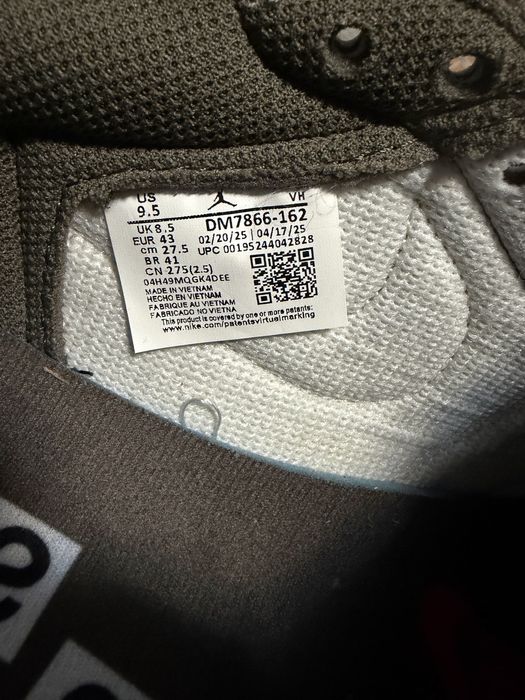 US VH
9.5
UK 8.5 DM7866-162
EUR 43 02/20/25 | 04/17/25
cm 27.5 UPC 00195244042828
BR 41
CN 275(2.5)
04H49MQGK4DEE
MADE IN VIETNAM
HECHO EN VIETNAM
FABRIQUE AU VIETNAM
FABRICADO NO VIETNA
This product is covered by one or more patents:
www.nike.com/patentsvirtualmarking